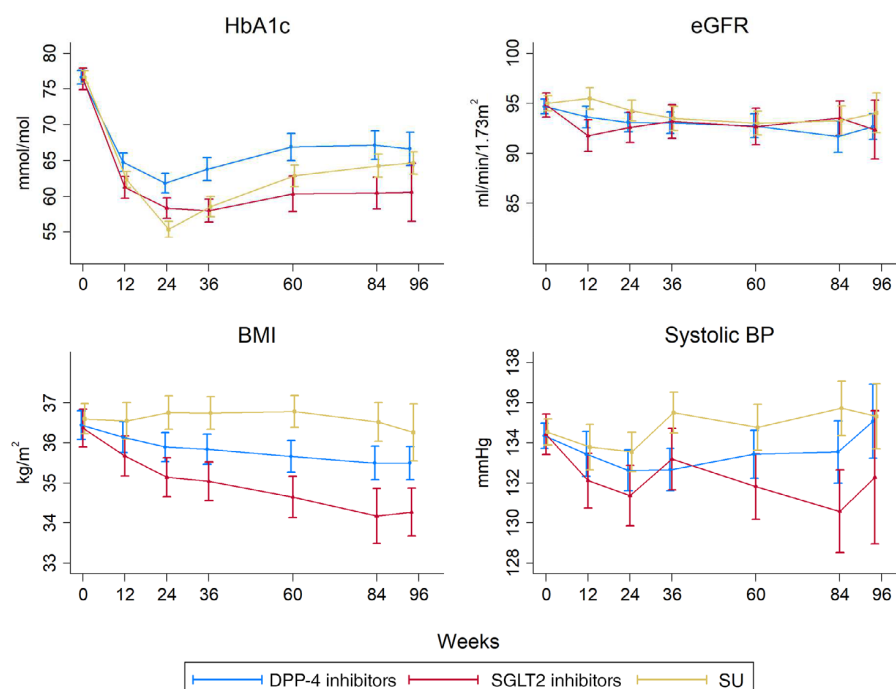 HbA1c
80
75
70
65
60
55
mmol/mol
0 12 24 36 60 84 96
eGFR
100
95
90
85
ml/min/1.73m²
0 12 24 36 60 84 96
BMI
37
36
35
34
33
kg/m²
0 12 24 36 60 84 96
Systolic BP
138
136
134
132
130
128
mmHg
0 12 24 36 60 84 96
Weeks
DPP-4 inhibitors SGLT2 inhibitors SU